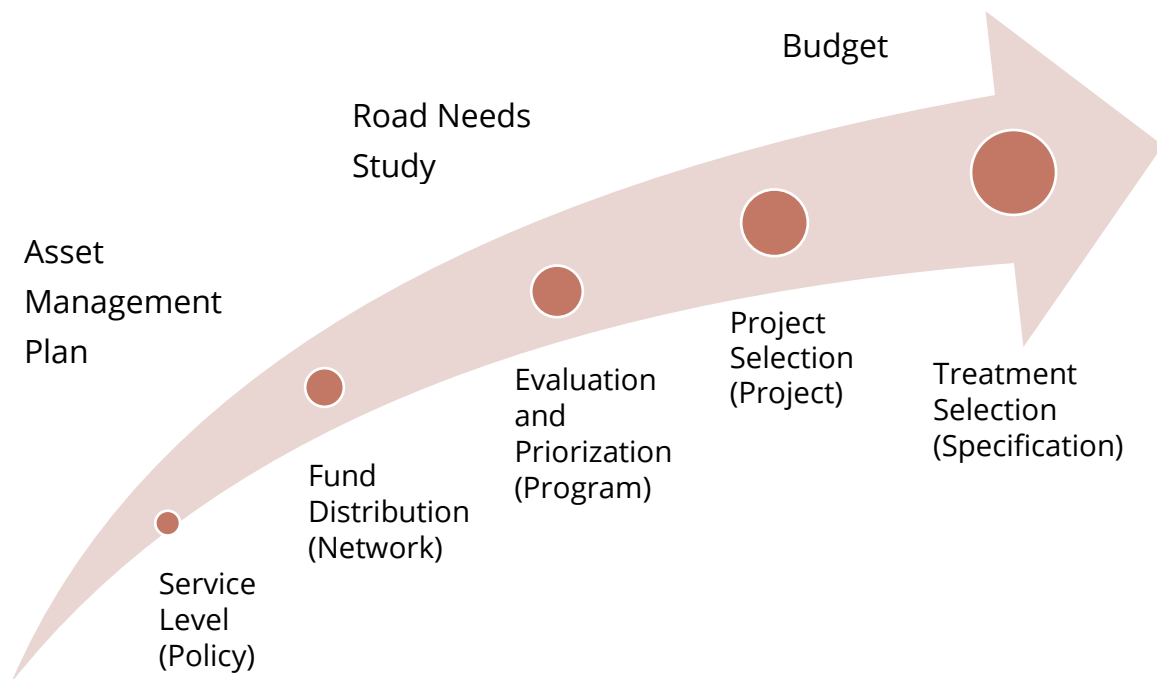 Budget
Road Needs
Study
Asset
Management
Plan
Project
Selection
(Project)
Treatment
Selection
(Specification)
Evaluation
and
Priorization
(Program)
Fund
Distribution
(Network)
Service
Level
(Policy)